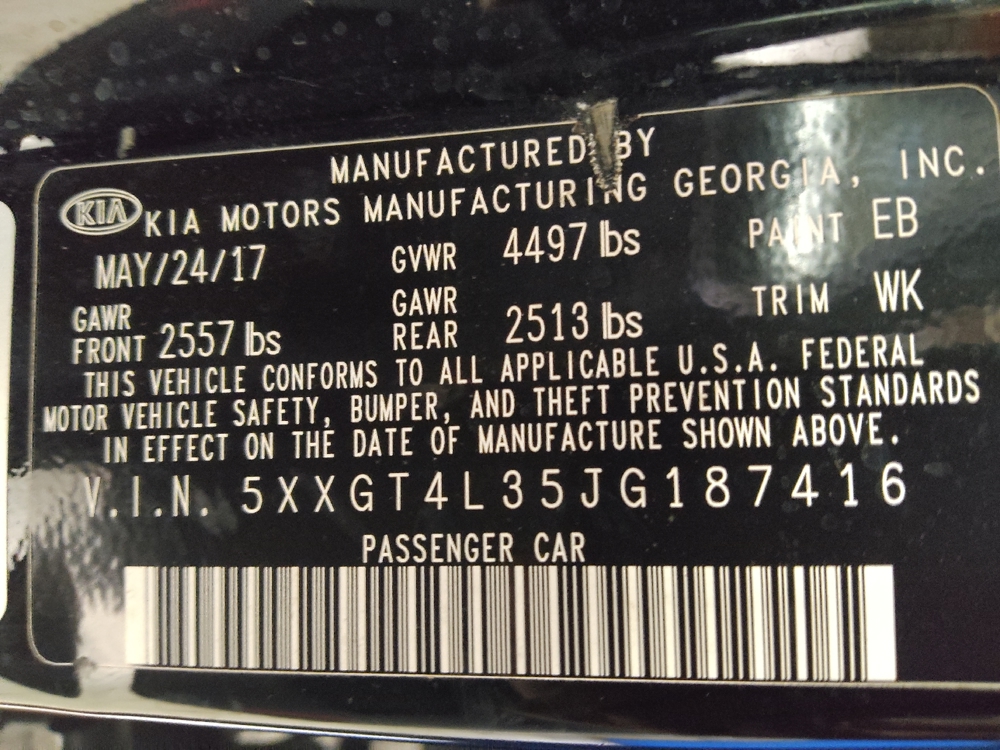 MANUFACTURED BY
KIA KIA MOTORS MANUFACTURING GEORGIA, INC.
MAY/24/17 GVWR 4497 lbs PAINT EB
GAWR FRONT 2557 lbs GAWR REAR 2513 lbs TRIM WK
THIS VEHICLE CONFORMS TO ALL APPLICABLE U.S.A. FEDERAL
MOTOR VEHICLE SAFETY, BUMPER, AND THEFT PREVENTION STANDARDS
IN EFFECT ON THE DATE OF MANUFACTURE SHOWN ABOVE.
V.I.N. 5XXGT4L35JG187416
PASSENGER CAR